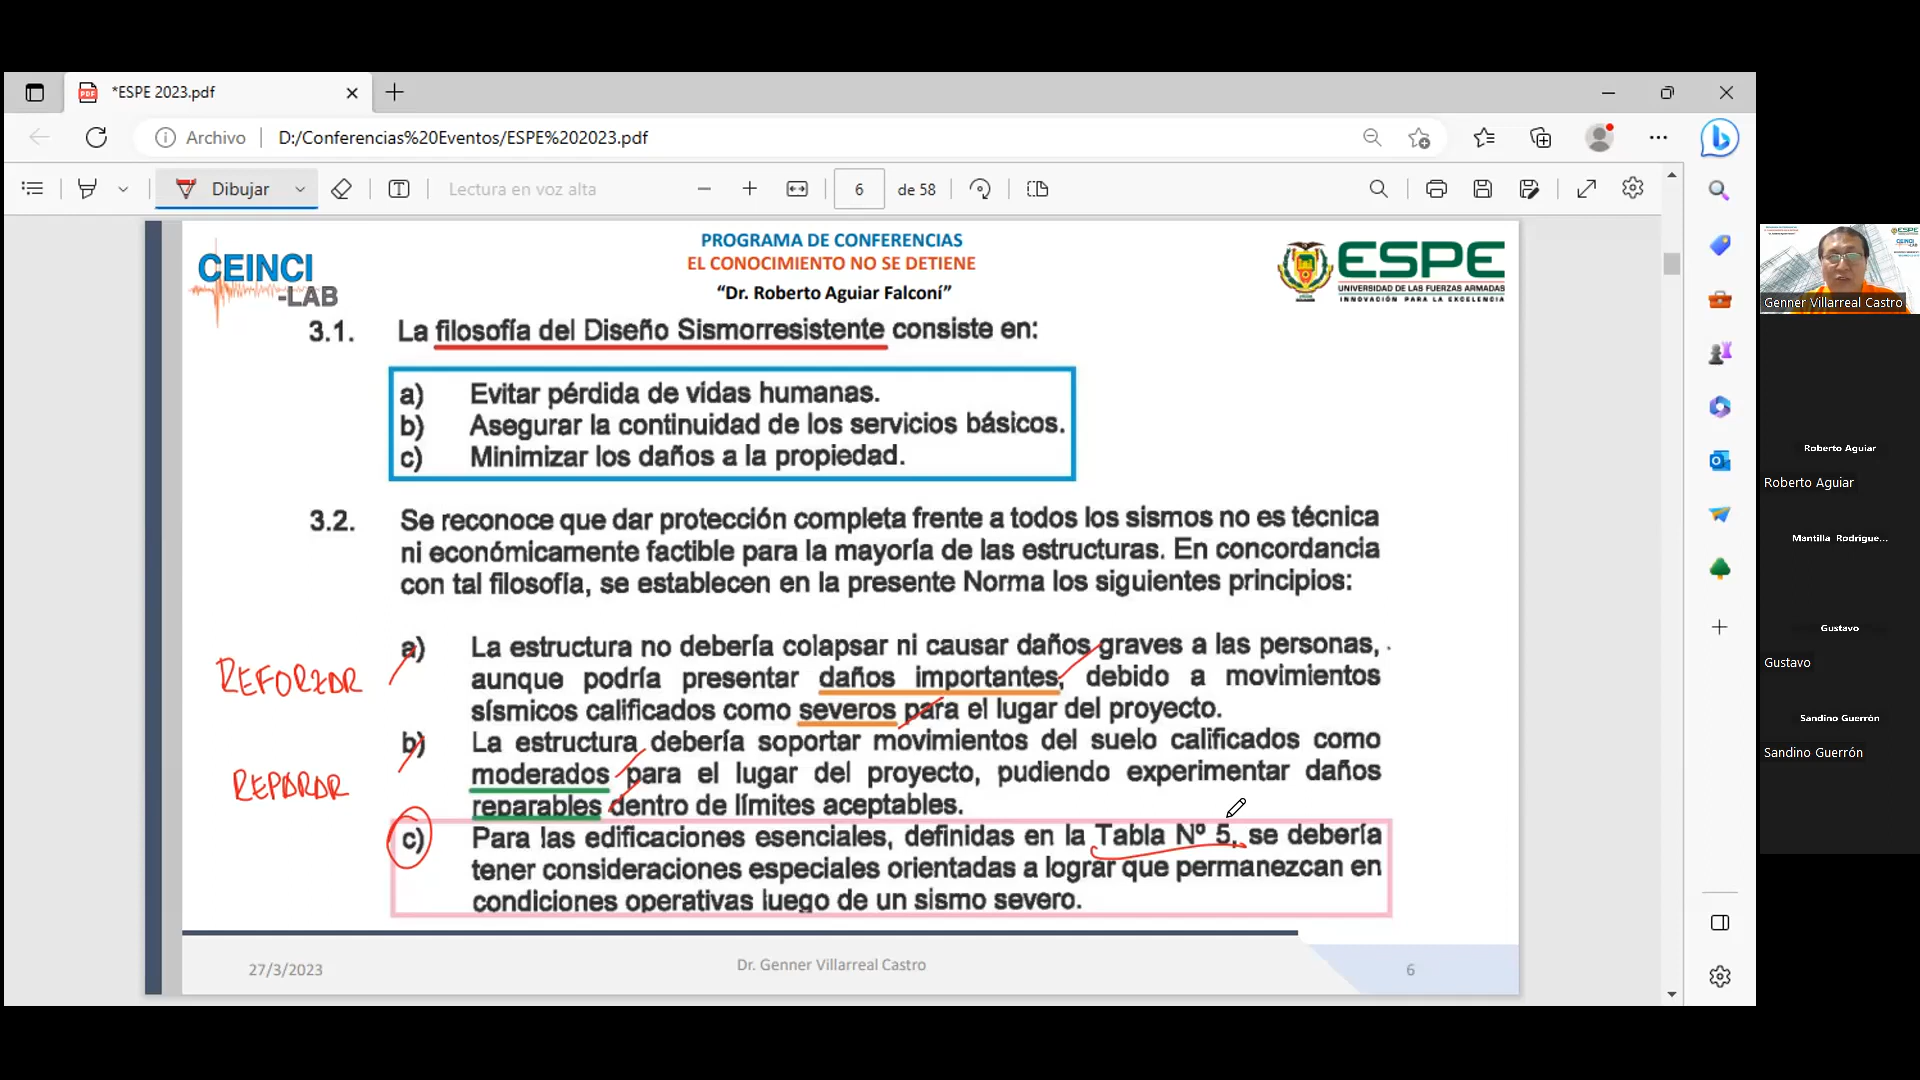 *ESPE 2023.pdf
Archivo
D:/Conferencias%20Eventos/ESPE%202023.pdf
Dibujar
Lectura en voz alta
6
de 58
CEINCI
-LAB
PROGRAMA DE CONFERENCIAS
EL CONOCIMIENTO NO SE DETIENE
“Dr. Roberto Aguiar Falconí”
ESPE
UNIVERSIDAD DE LAS FUERZAS ARMADAS
INNOVACIÓN PARA LA EXCELENCIA
3.1. La filosofía del Diseño Sismorresistente consiste en:
a) Evitar pérdida de vidas humanas.
b) Asegurar la continuidad de los servicios básicos.
c) Minimizar los daños a la propiedad.
3.2. Se reconoce que dar protección completa frente a todos los sismos no es técnica
ni económicamente factible para la mayoría de las estructuras. En concordancia
con tal filosofía, se establecen en la presente Norma los siguientes principios:
a) La estructura no debería colapsar ni causar daños graves a las personas,
aunque podría presentar daños importantes, debido a movimientos
sísmicos calificados como severos para el lugar del proyecto.
REFORZAR
b) La estructura debería soportar movimientos del suelo calificados como
moderados para el lugar del proyecto, pudiendo experimentar daños
reparables dentro de límites aceptables.
REPARAR
c) Para las edificaciones esenciales, definidas en la Tabla Nº 5, se debería
tener consideraciones especiales orientadas a lograr que permanezcan en
condiciones operativas luego de un sismo severo.
27/3/2023
Dr. Genner Villarreal Castro
6
Genner Villarreal Castro
Roberto Aguiar
Roberto Aguiar
Mantilla Rodrigue...
Gustavo
Gustavo
Sandino Guerrón
Sandino Guerrón